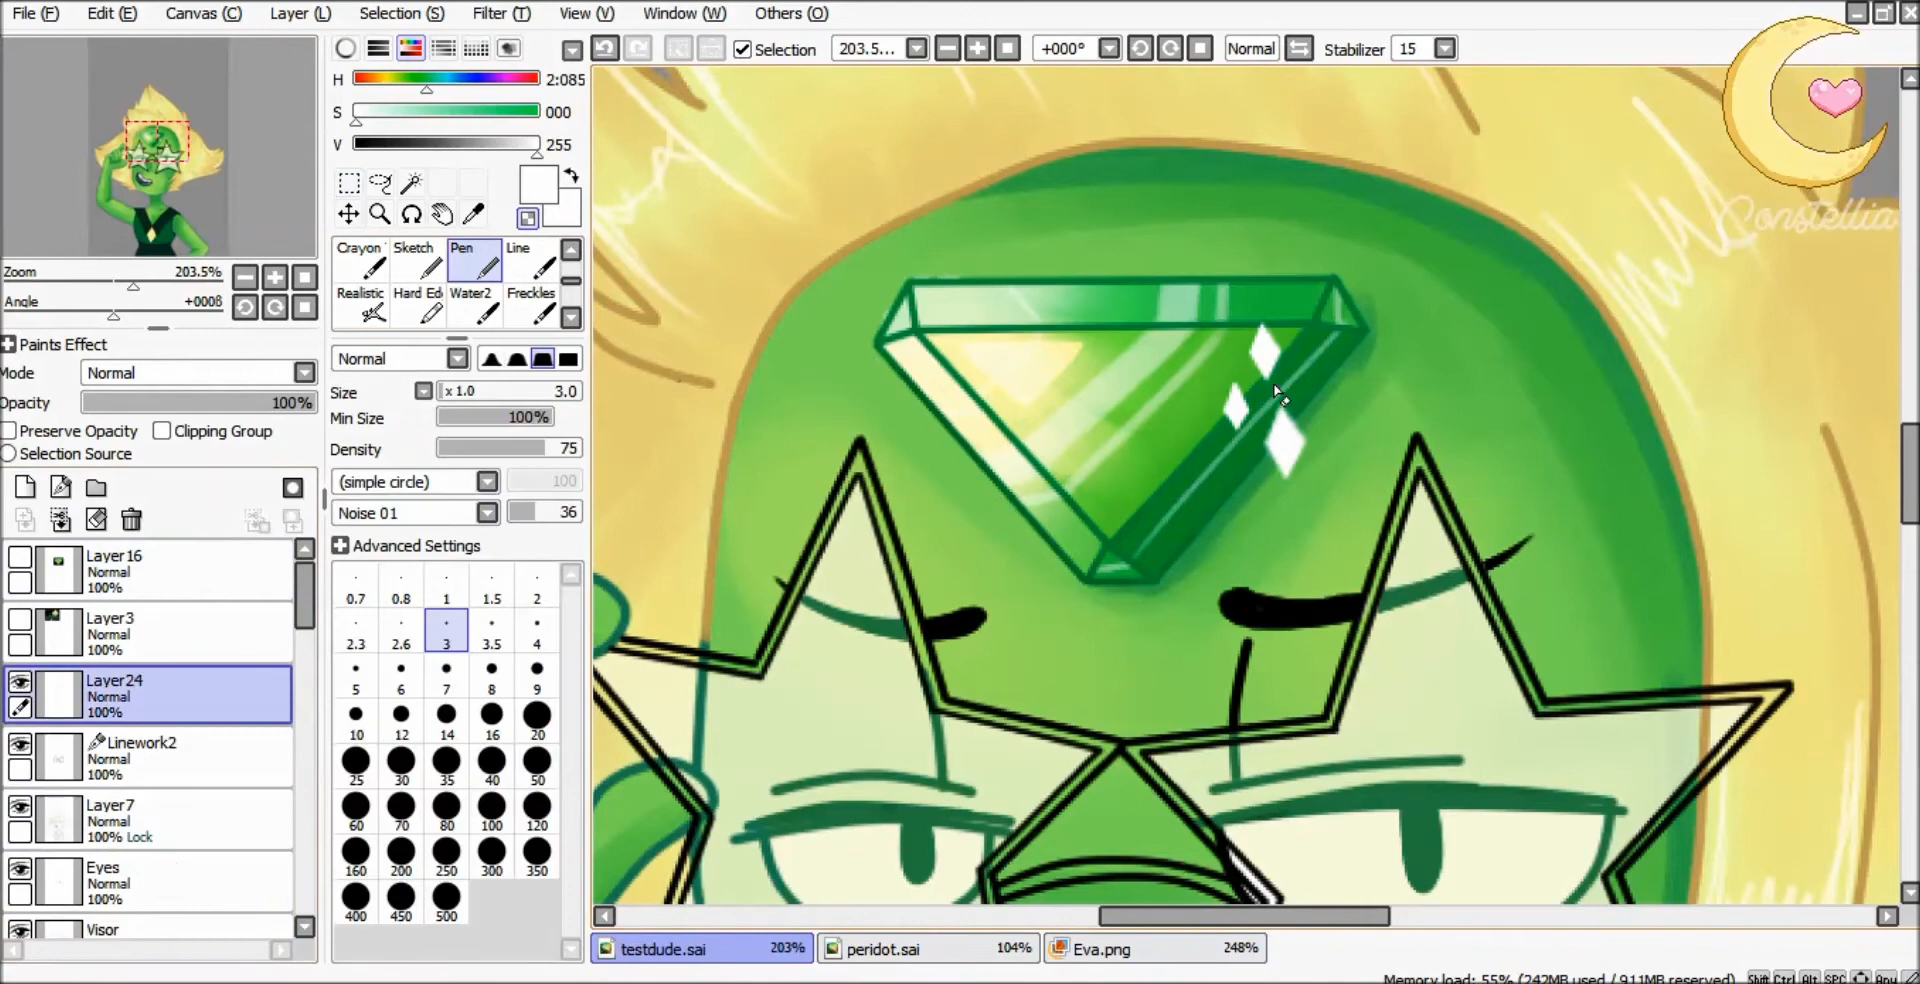 File (F) Edit (E) Canvas (C) Layer (L) Selection (S) Filter (T) View (V) Window (W) Others (O)
Selection 203.5... +000° Normal Stabilizer 15
H 2:085
S 000
V 255
Constellia
Zoom 203.5%
Angle +000ß
Crayon Sketch Pen Line
Realistic Hard Ed Water2 Freckles
Paints Effect
Mode Normal
Opacity 100%
Preserve Opacity Clipping Group
Selection Source
Normal
Size x 1.0 3.0
Min Size 100%
Density 75
(simple circle) 100
Noise 01 36
Advanced Settings
0.7 0.8 1 1.5 2
2.3 2.6 3 3.5 4
5 6 7 8 9
10 12 14 16 20
25 30 35 40 50
60 70 80 100 120
160 200 250 300 350
400 450 500
Layer16
Normal
100%
Layer3
Normal
100%
Layer24
Normal
100%
Linework2
Normal
100%
Layer7
Normal
100% Lock
Eyes
Normal
100%
Visor
testdude.sai 203% peridot.sai 104% Eva.png 248%
Memory load: 55% (242MB used / 911MB reserved) Shift Ctrl Alt SPC Any